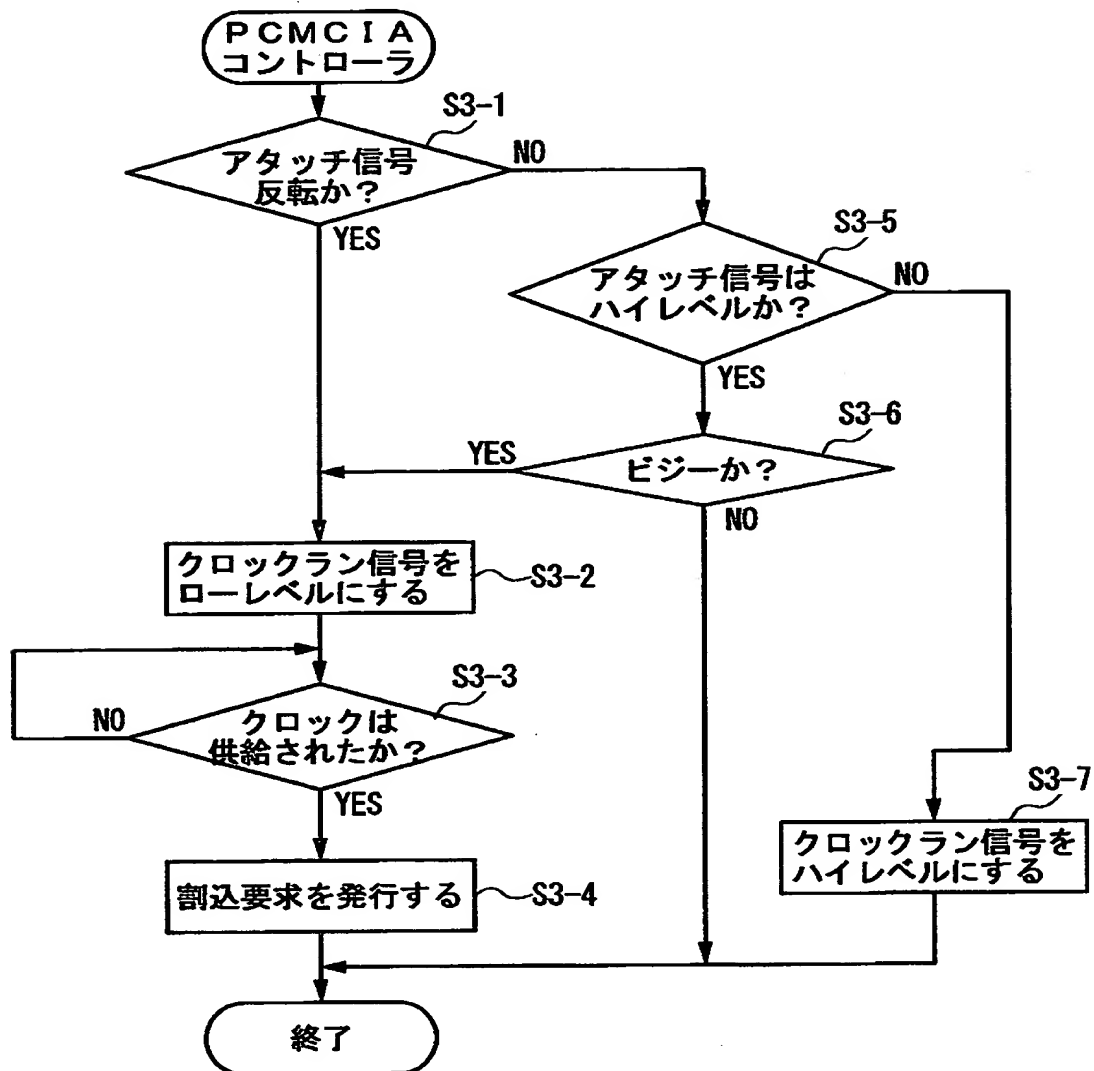 ＰＣＭＣＩＡ
コントローラ
S3-1
アタッチ信号
反転か？
NO
YES
S3-5
アタッチ信号は
ハイレベルか？
NO
YES
S3-6
ビジーか？
YES
NO
クロックラン信号を
ローレベルにする
S3-2
S3-3
クロックは
供給されたか？
NO
YES
S3-7
クロックラン信号を
ハイレベルにする
割込要求を発行する
S3-4
終了